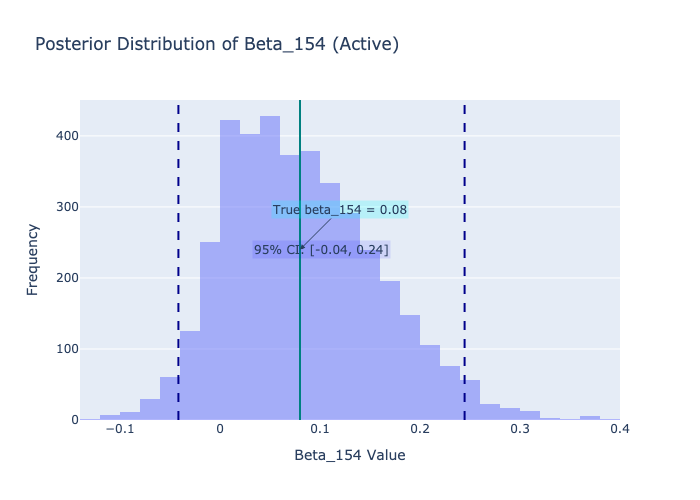 Posterior Distribution of Beta_154 (Active)
400
300
200
100
0
Frequency
True beta_154 = 0.08
95% CI: [-0.04, 0.24]
−0.1
0
0.1
0.2
0.3
0.4
Beta_154 Value